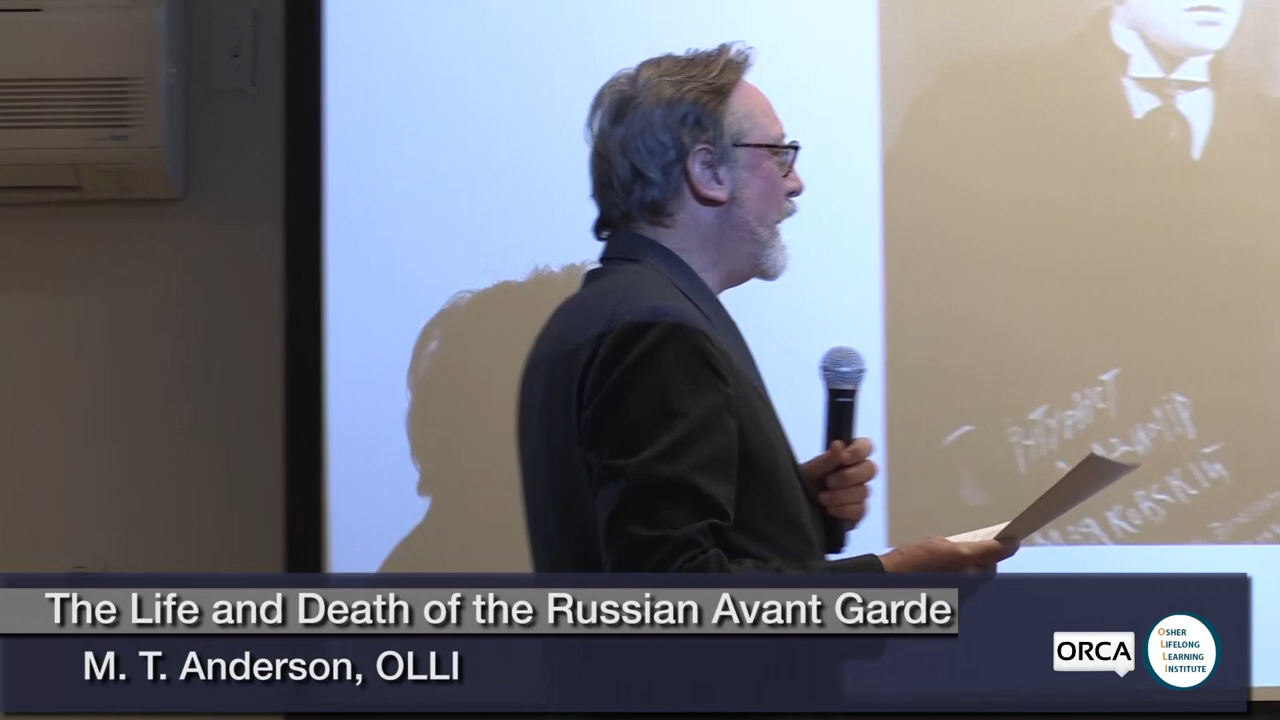 The Life and Death of the Russian Avant Garde
M. T. Anderson, OLLI
ORCA
OSHER
LIFELONG
LEARNING
INSTITUTE